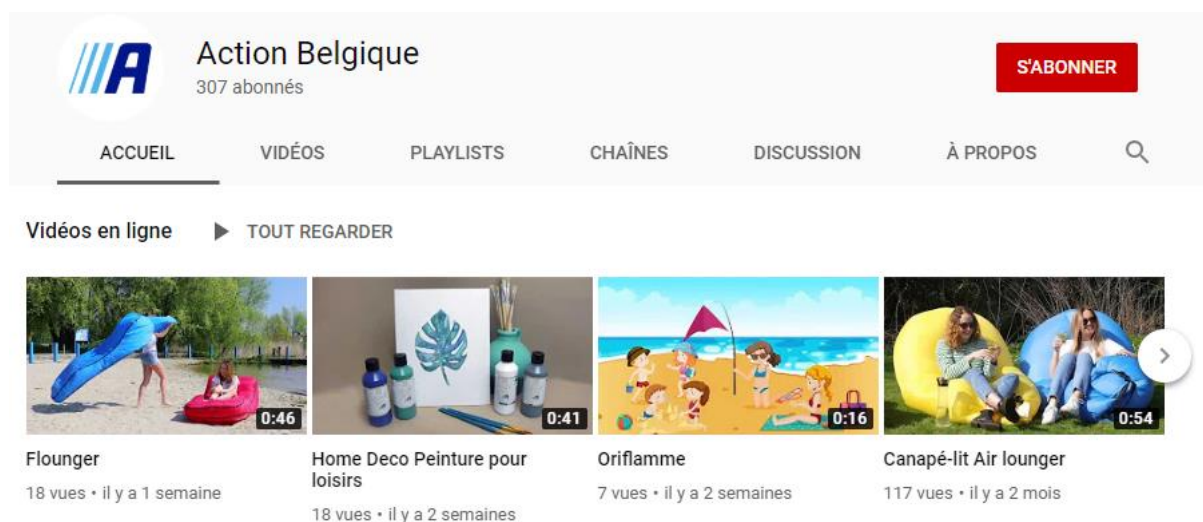 A
Action Belgique
307 abonnés
S'ABONNER
ACCUEIL VIDÉOS PLAYLISTS CHAÎNES DISCUSSION À PROPOS
Vidéos en ligne TOUT REGARDER
0:46 0:41 0:16 0:54
Flounger
18 vues • il y a 1 semaine
Home Deco Peinture pour
loisirs
18 vues • il y a 2 semaines
Oriflamme
7 vues • il y a 2 semaines
Canapé-lit Air lounger
117 vues • il y a 2 mois